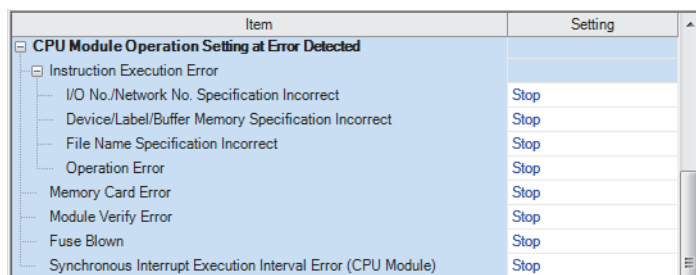 Item Setting
CPU Module Operation Setting at Error Detected
Instruction Execution Error
I/O No./Network No. Specification Incorrect Stop
Device/Label/Buffer Memory Specification Incorrect Stop
File Name Specification Incorrect Stop
Operation Error Stop
Memory Card Error Stop
Module Verify Error Stop
Fuse Blown Stop
Synchronous Interrupt Execution Interval Error (CPU Module) Stop